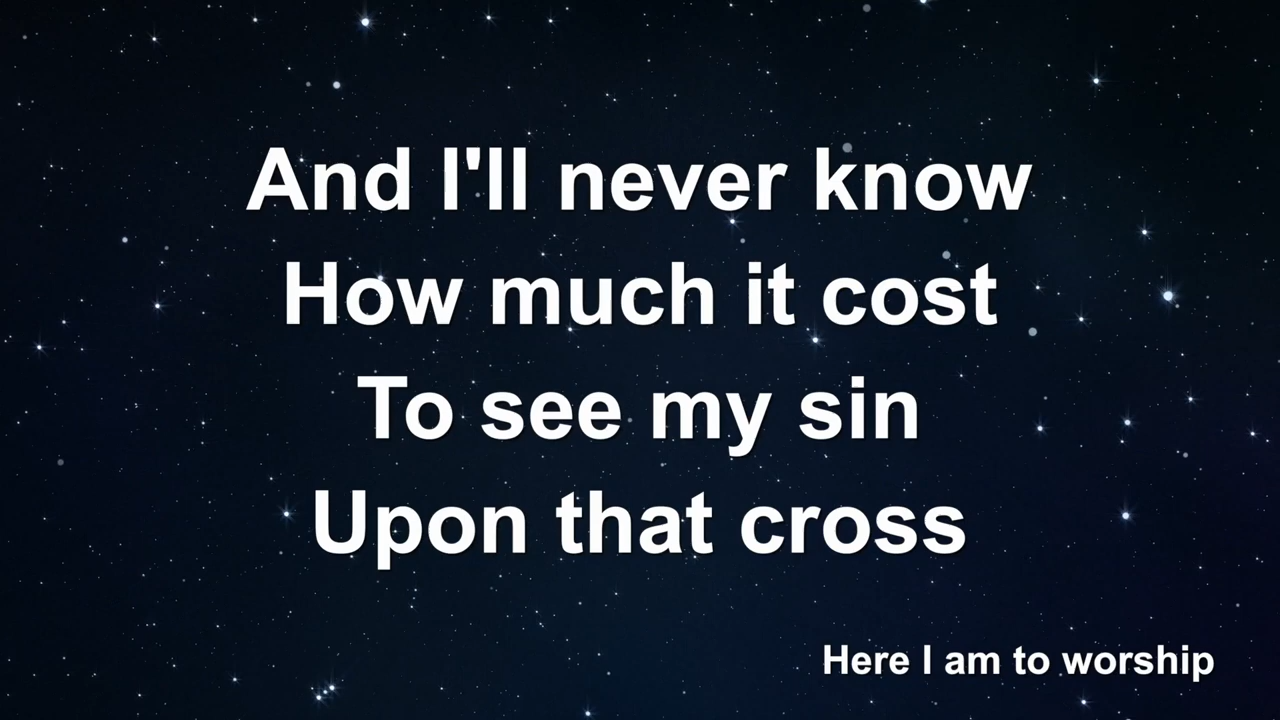 And I'll never know
How much it cost
To see my sin
Upon that cross
Here I am to worship